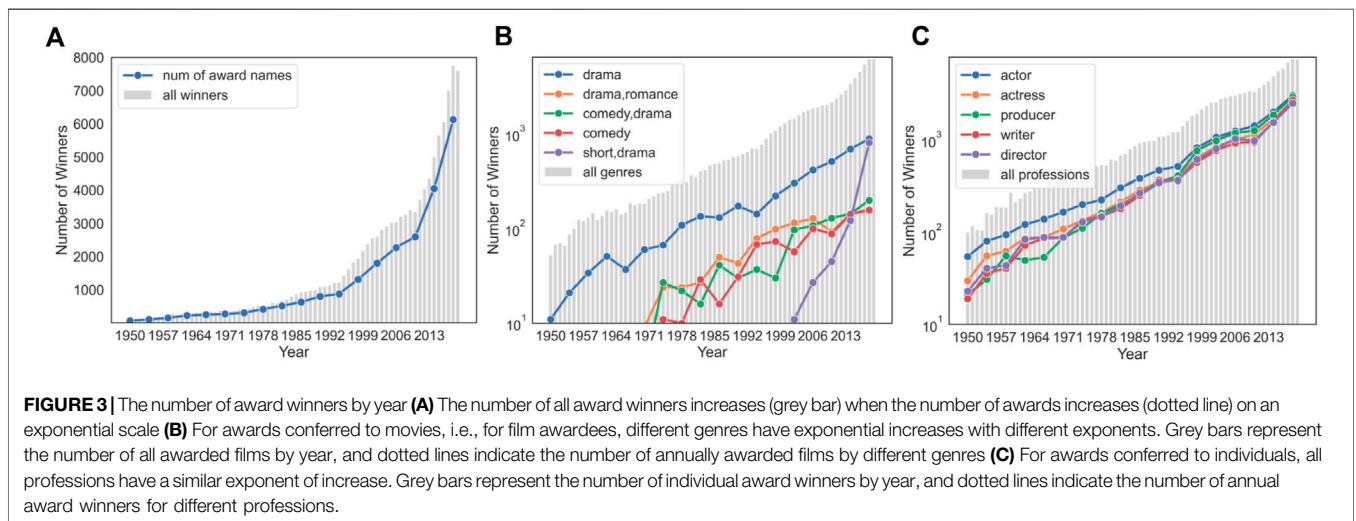 A
B
C
8000
7000
6000
5000
4000
3000
2000
1000
Number of Winners
num of award names
all winners
1950 1957 1964 1971 1978 1985 1992 1999 2006 2013
Year
10³
10²
10¹
Number of Winners
drama
drama,romance
comedy,drama
comedy
short,drama
all genres
1950 1957 1964 1971 1978 1985 1992 1999 2006 2013
Year
10³
10²
10¹
Number of Winners
actor
actress
producer
writer
director
all professions
1950 1957 1964 1971 1978 1985 1992 1999 2006 2013
Year
FIGURE 3 | The number of award winners by year (A) The number of all award winners increases (grey bar) when the number of awards increases (dotted line) on an
exponential scale (B) For awards conferred to movies, i.e., for film awardees, different genres have exponential increases with different exponents. Grey bars represent
the number of all awarded films by year, and dotted lines indicate the number of annually awarded films by different genres (C) For awards conferred to individuals, all
professions have a similar exponent of increase. Grey bars represent the number of individual award winners by year, and dotted lines indicate the number of annual
award winners for different professions.